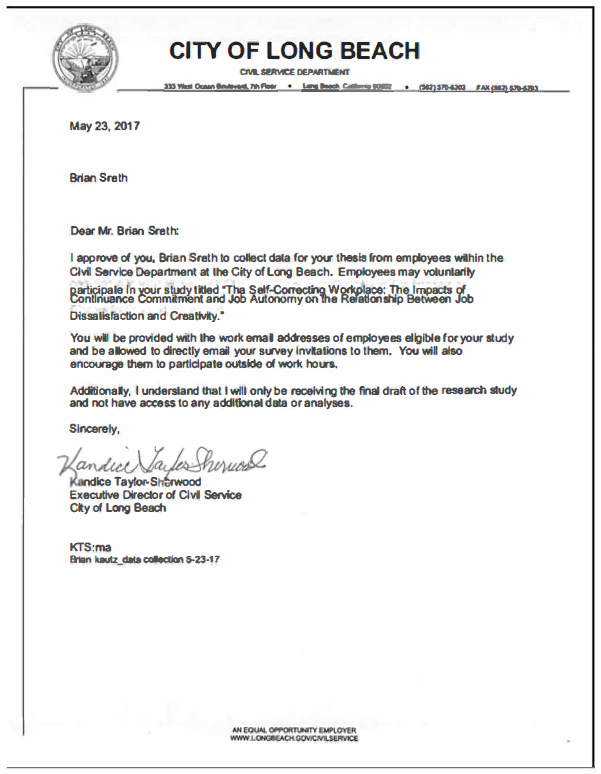 CITY OF LONG BEACH
CIVIL SERVICE DEPARTMENT
333 West Ocean Boulevard, 7th Floor • Long Beach California 90802 • (562) 570-6202 FAX (562) 570-5293
May 23, 2017
Brian Sreth
Dear Mr. Brian Sreth:
I approve of you, Brian Sreth to collect data for your thesis from employees within the
Civil Service Department at the City of Long Beach. Employees may voluntarily
participate in your study titled "The Self-Correcting Workplace: The Impacts of
Continuance Commitment and Job Autonomy on the Relationship Between Job
Dissatisfaction and Creativity."
You will be provided with the work email addresses of employees eligible for your study
and be allowed to directly email your survey invitations to them. You will also
encourage them to participate outside of work hours.
Additionally, I understand that I will only be receiving the final draft of the research study
and not have access to any additional data or analyses.
Sincerely,
Kandice Taylor-Sherwood
Kandice Taylor-Sherwood
Executive Director of Civil Service
City of Long Beach
KTS:ma
Brian kautz_data collection 5-23-17
AN EQUAL OPPORTUNITY EMPLOYER
WWW.LONGBEACH.GOV/CIVILSERVICE